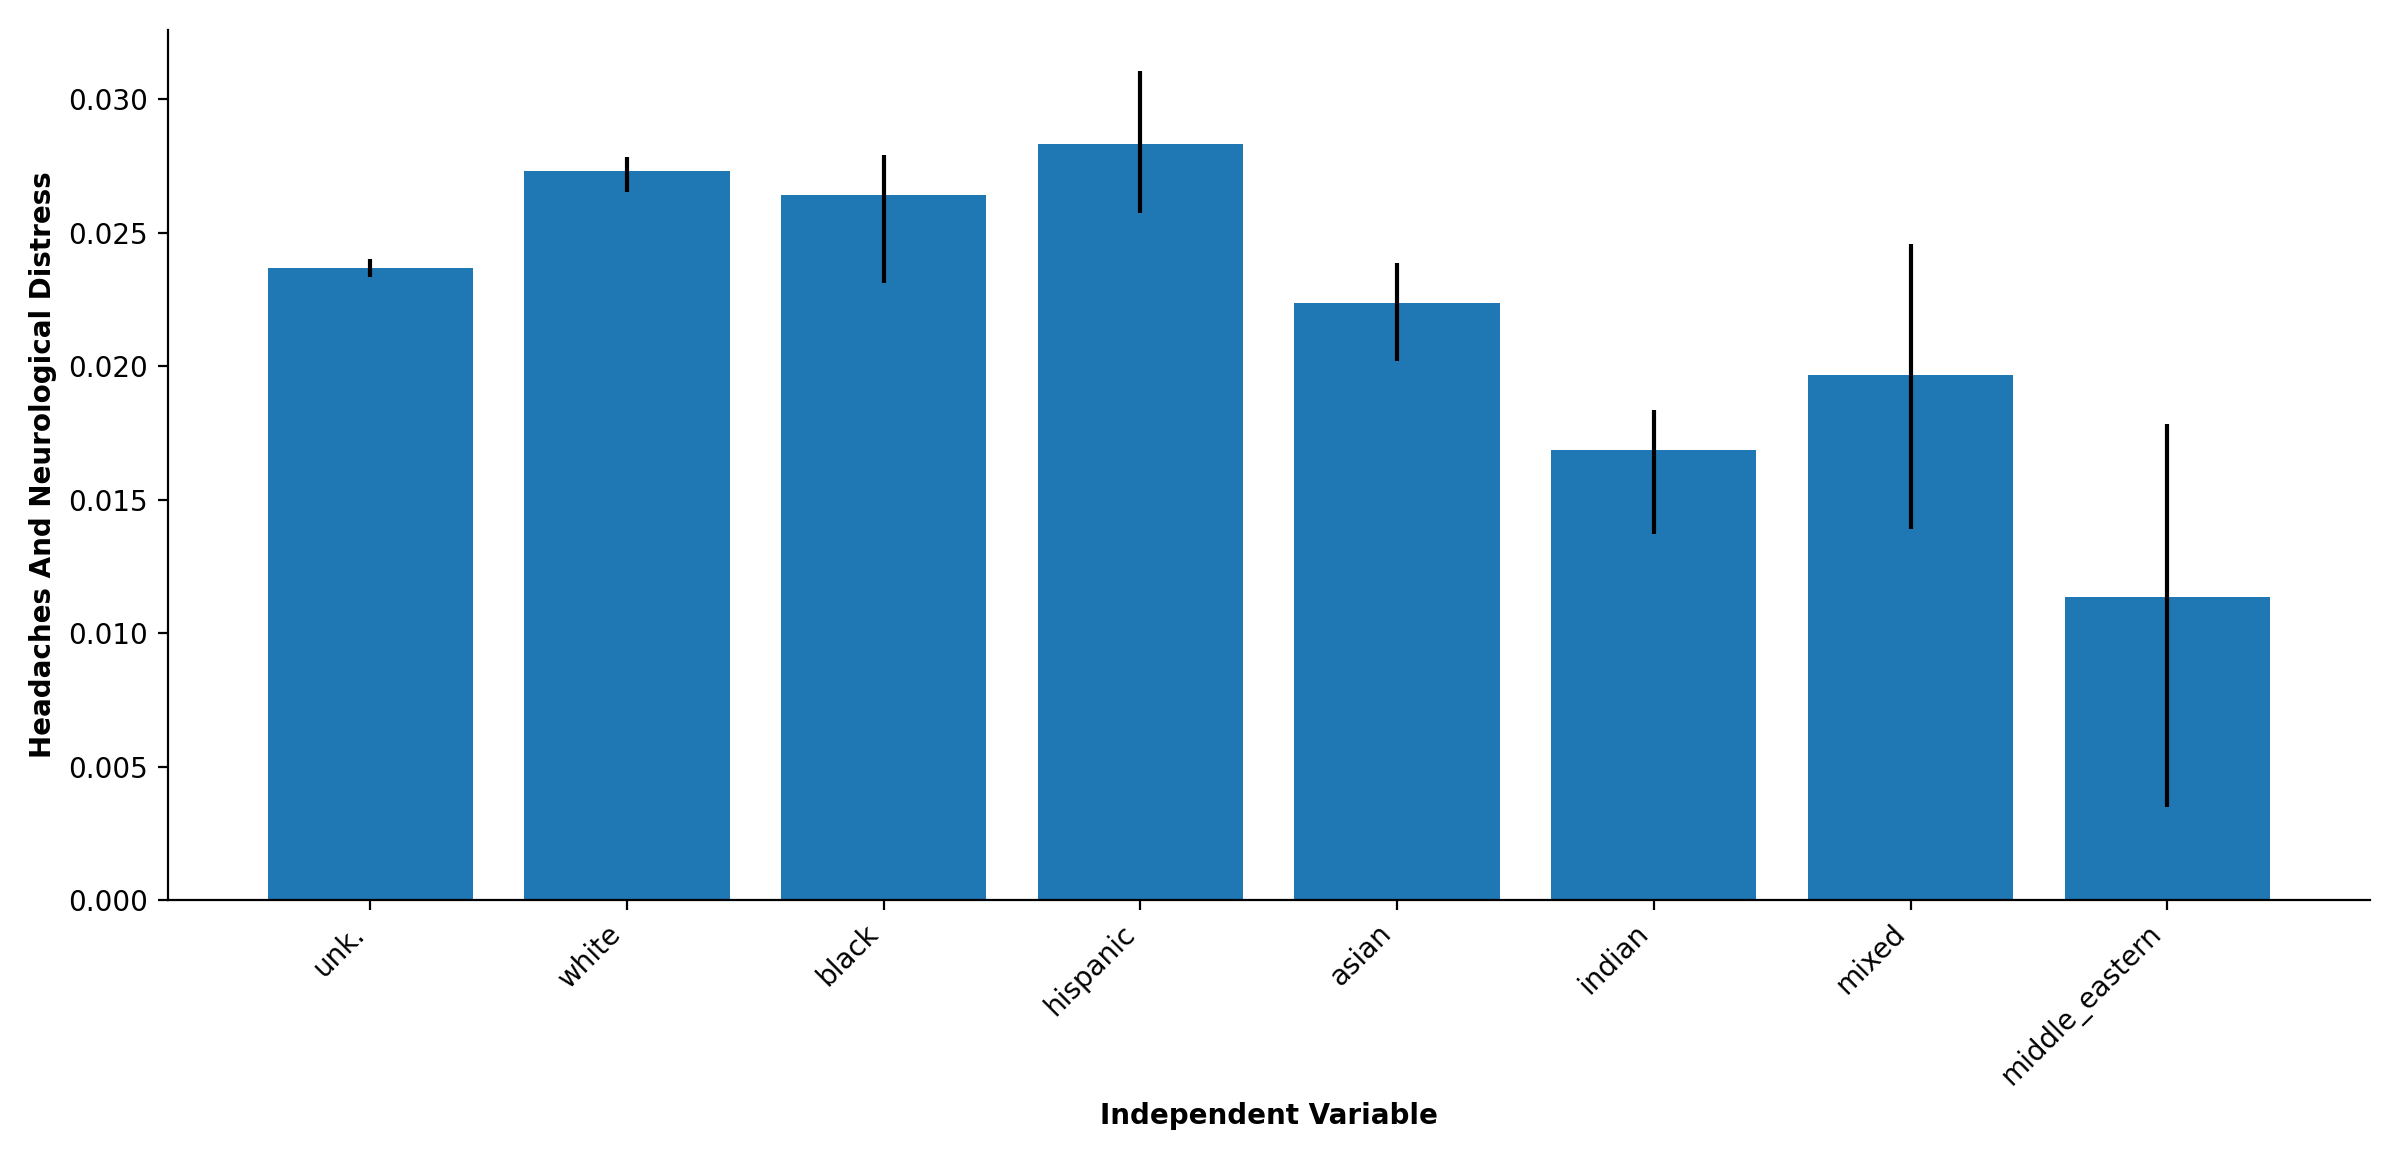 Headaches And Neurological Distress
0.030
0.025
0.020
0.015
0.010
0.005
0.000
unk.
white
black
hispanic
asian
indian
mixed
middle_eastern
Independent Variable